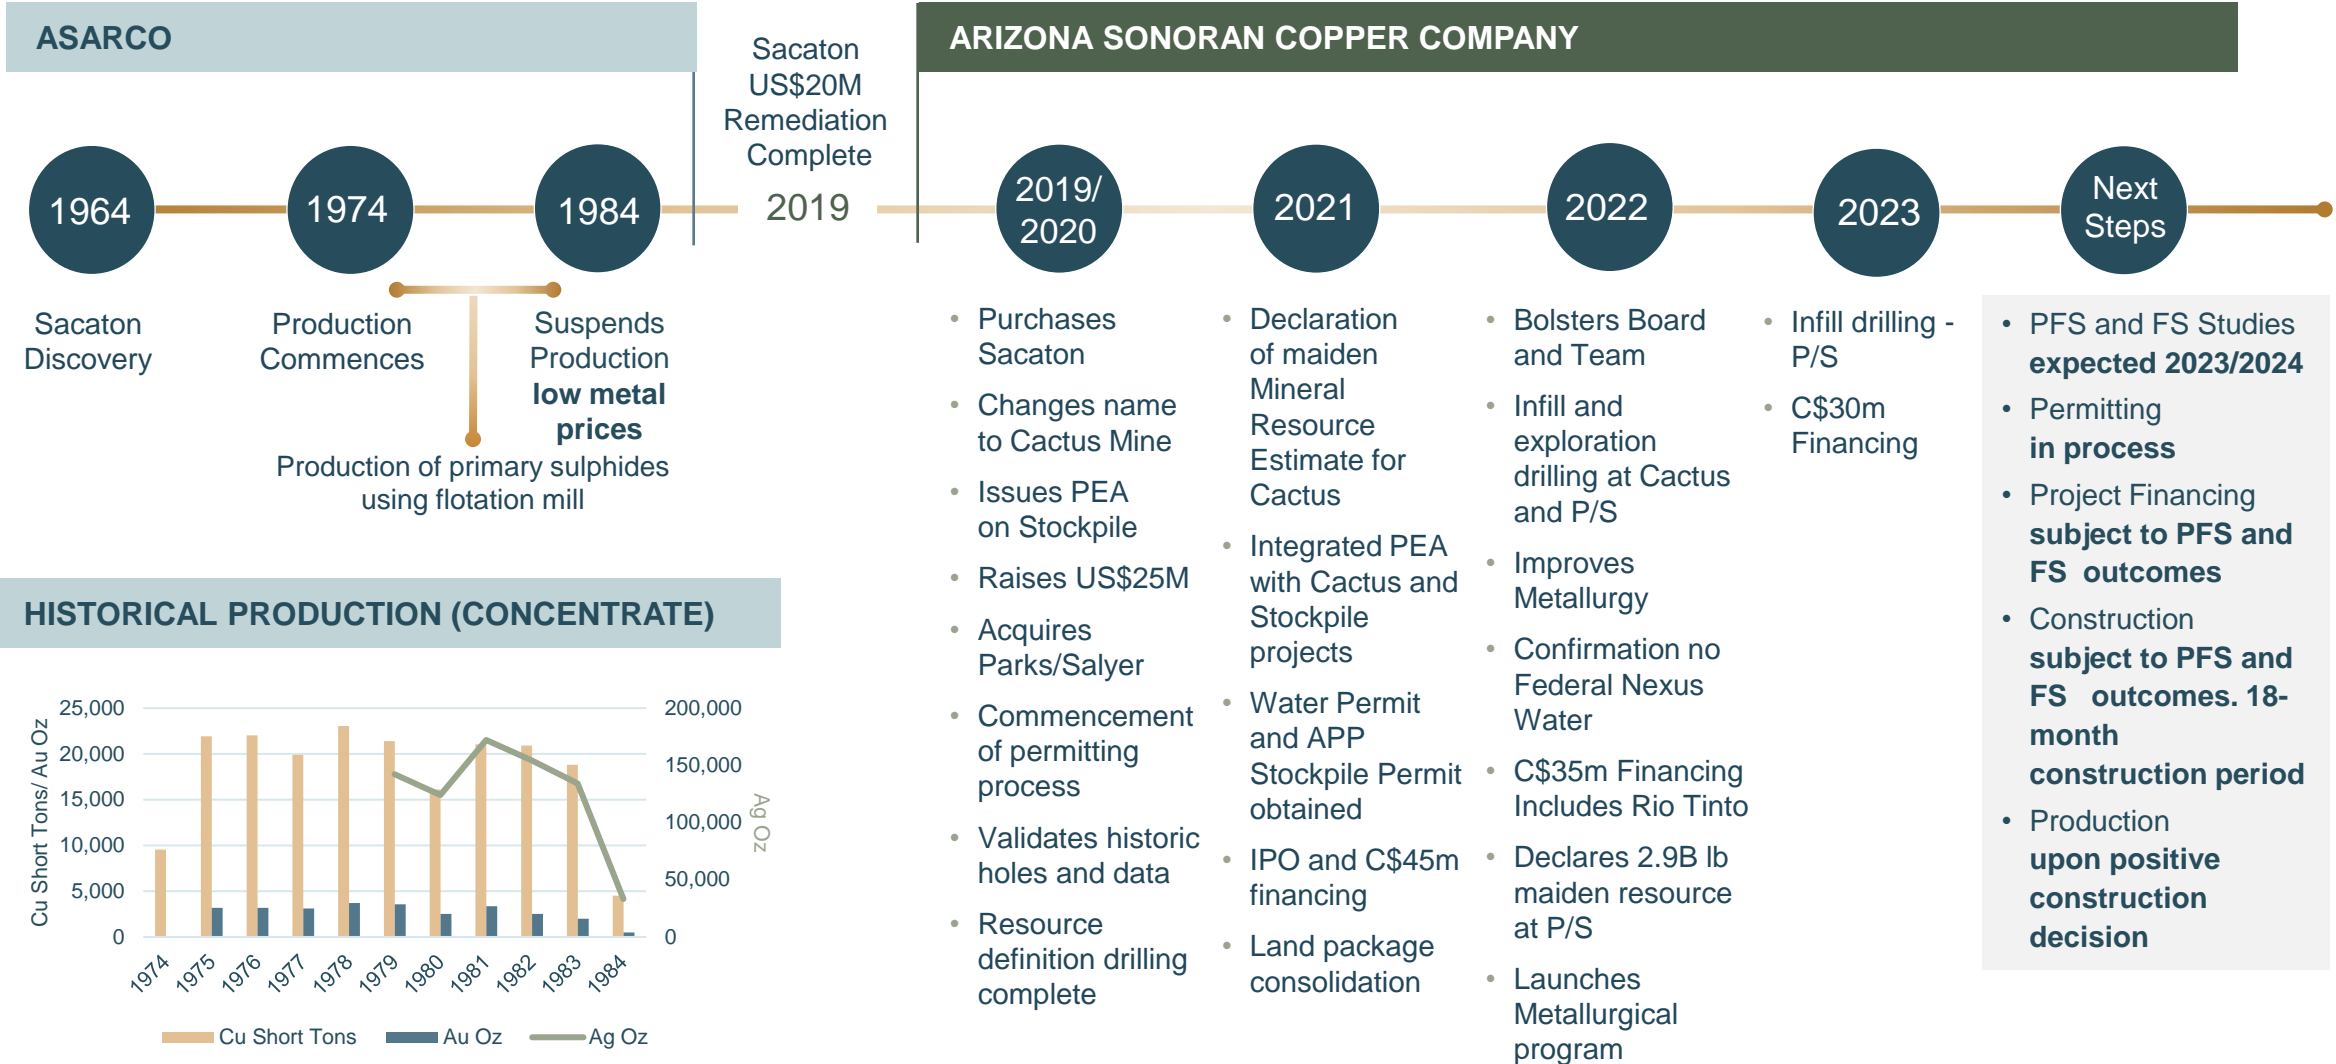 ASARCO
Sacaton
US$20M
Remediation
Complete
ARIZONA SONORAN COPPER COMPANY
1964
1974
1984
2019
2019/
2020
2021
2022
2023
Next
Steps
Sacaton
Discovery
Production
Commences
Suspends
Production
low metal
prices
Production of primary sulphides
using flotation mill
• Purchases
Sacaton
• Changes name
to Cactus Mine
• Issues PEA
on Stockpile
• Raises US$25M
• Acquires
Parks/Salyer
• Commencement
of permitting
process
• Validates historic
holes and data
• Resource
definition drilling
complete
• Declaration
of maiden
Mineral
Resource
Estimate for
Cactus
• Integrated PEA
with Cactus and
Stockpile
projects
• Water Permit
and APP
Stockpile Permit
obtained
• IPO and C$45m
financing
• Land package
consolidation
• Bolsters Board
and Team
• Infill and
exploration
drilling at Cactus
and P/S
• Improves
Metallurgy
• Confirmation no
Federal Nexus
Water
• C$35m Financing
Includes Rio Tinto
• Declares 2.9B lb
maiden resource
at P/S
• Launches
Metallurgical
program
• Infill drilling -
P/S
• C$30m
Financing
• PFS and FS Studies
expected 2023/2024
• Permitting
in process
• Project Financing
subject to PFS and
FS outcomes
• Construction
subject to PFS and
FS outcomes. 18-
month
construction period
• Production
upon positive
construction
decision
HISTORICAL PRODUCTION (CONCENTRATE)
Cu Short Tons/ Au Oz
25,000
20,000
15,000
10,000
5,000
0
200,000
150,000
100,000
50,000
0
Ag Oz
1974
1975
1976
1977
1978
1979
1980
1981
1982
1983
1984
Cu Short Tons
Au Oz
Ag Oz